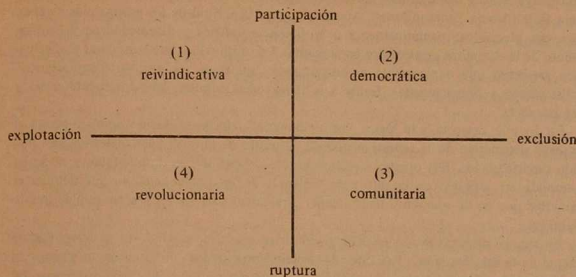 participación
(1)
reivindicativa
(2)
democrática
explotación
exclusión
(4)
revolucionaria
(3)
comunitaria
ruptura